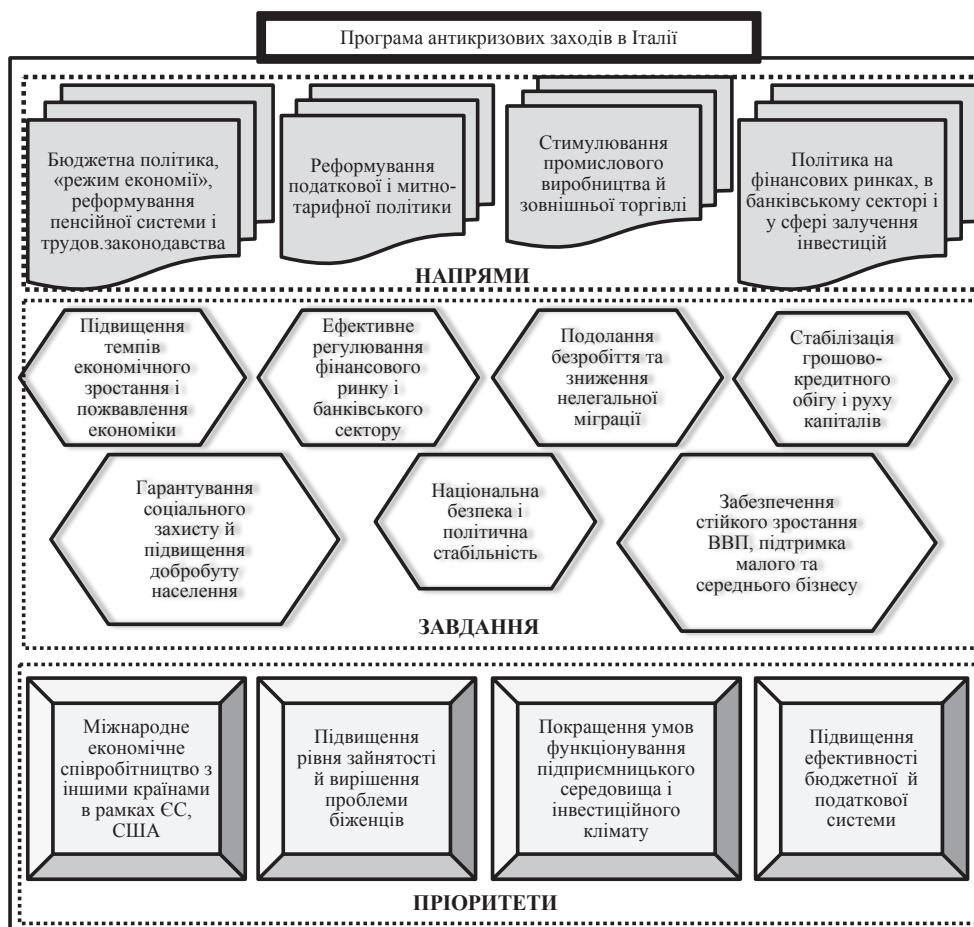 Програма антикризових заходів в Італії
Бюджетна політика,
«режим економії»,
реформування
пенсійної системи і
трудов.законодавства
Реформування
податкової і митно-
тарифної політики
Стимулювання
промислового
виробництва й
зовнішньої торгівлі
Політика на
фінансових ринках, в
банківському секторі і
у сфері залучення
інвестицій
НАПРЯМИ
Підвищення
темпів
економічного
зростання і
пожвавлення
економіки
Ефективне
регулювання
фінансового
ринку і
банківського
сектору
Подолання
безробіття та
зниження
нелегальної
міграції
Стабілізація
грошово-
кредитного
обігу і руху
капіталів
Гарантування
соціального
захисту й
підвищення
добробуту
населення
Національна
безпека і
політична
стабільність
Забезпечення
стійкого зростання
ВВП, підтримка
малого та
середнього бізнесу
ЗАВДАННЯ
Міжнародне
економічне
співробітництво з
іншими країнами
в рамках ЄС,
США
Підвищення
рівня зайнятості
й вирішення
проблеми
біженців
Покращення умов
функціонування
підприємницького
середовища і
інвестиційного
клімату
Підвищення
ефективності
бюджетної й
податкової
системи
ПРІОРИТЕТИ